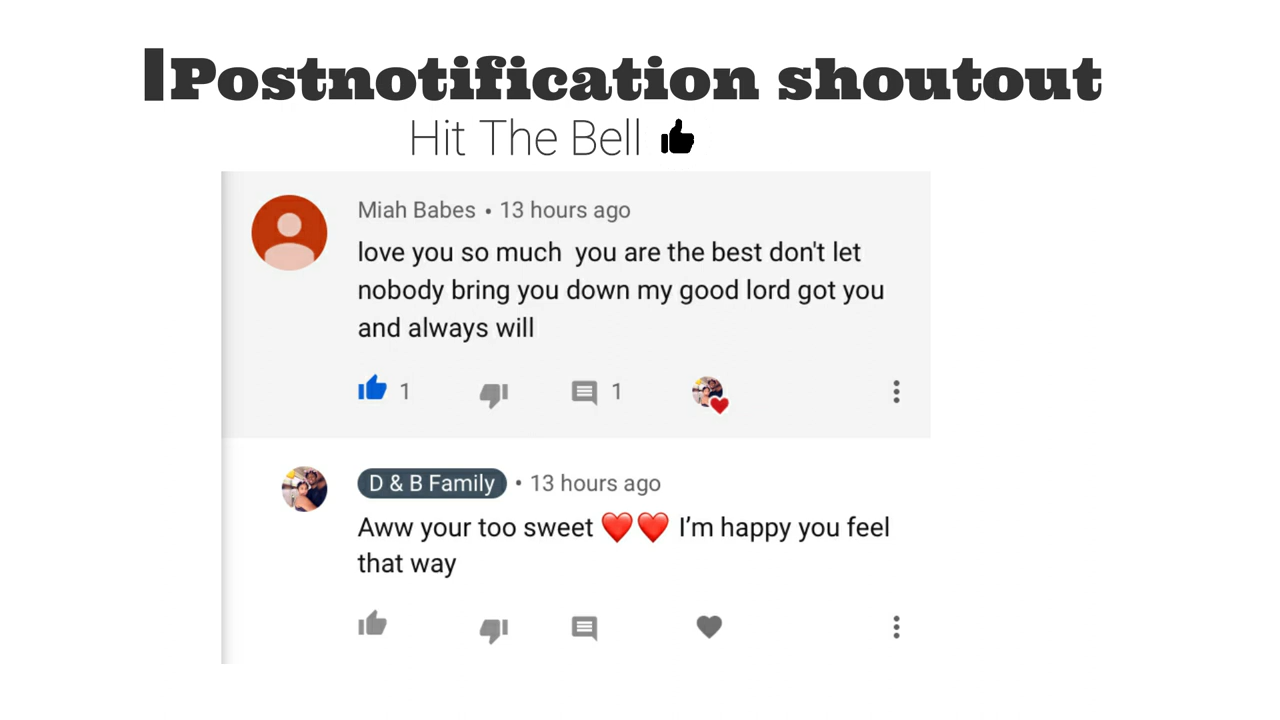 Postnotification shoutout
Hit The Bell
Miah Babes • 13 hours ago
love you so much  you are the best don't let
nobody bring you down my good lord got you
and always will
1 1
D & B Family • 13 hours ago
Aww your too sweet ❤️❤️ I'm happy you feel
that way